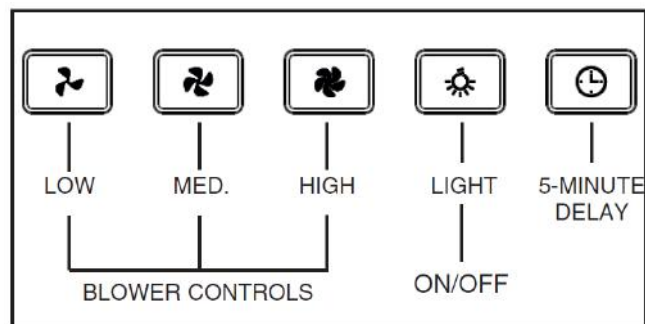 LOW MED. HIGH LIGHT 5-MINUTE
DELAY
BLOWER CONTROLS ON/OFF